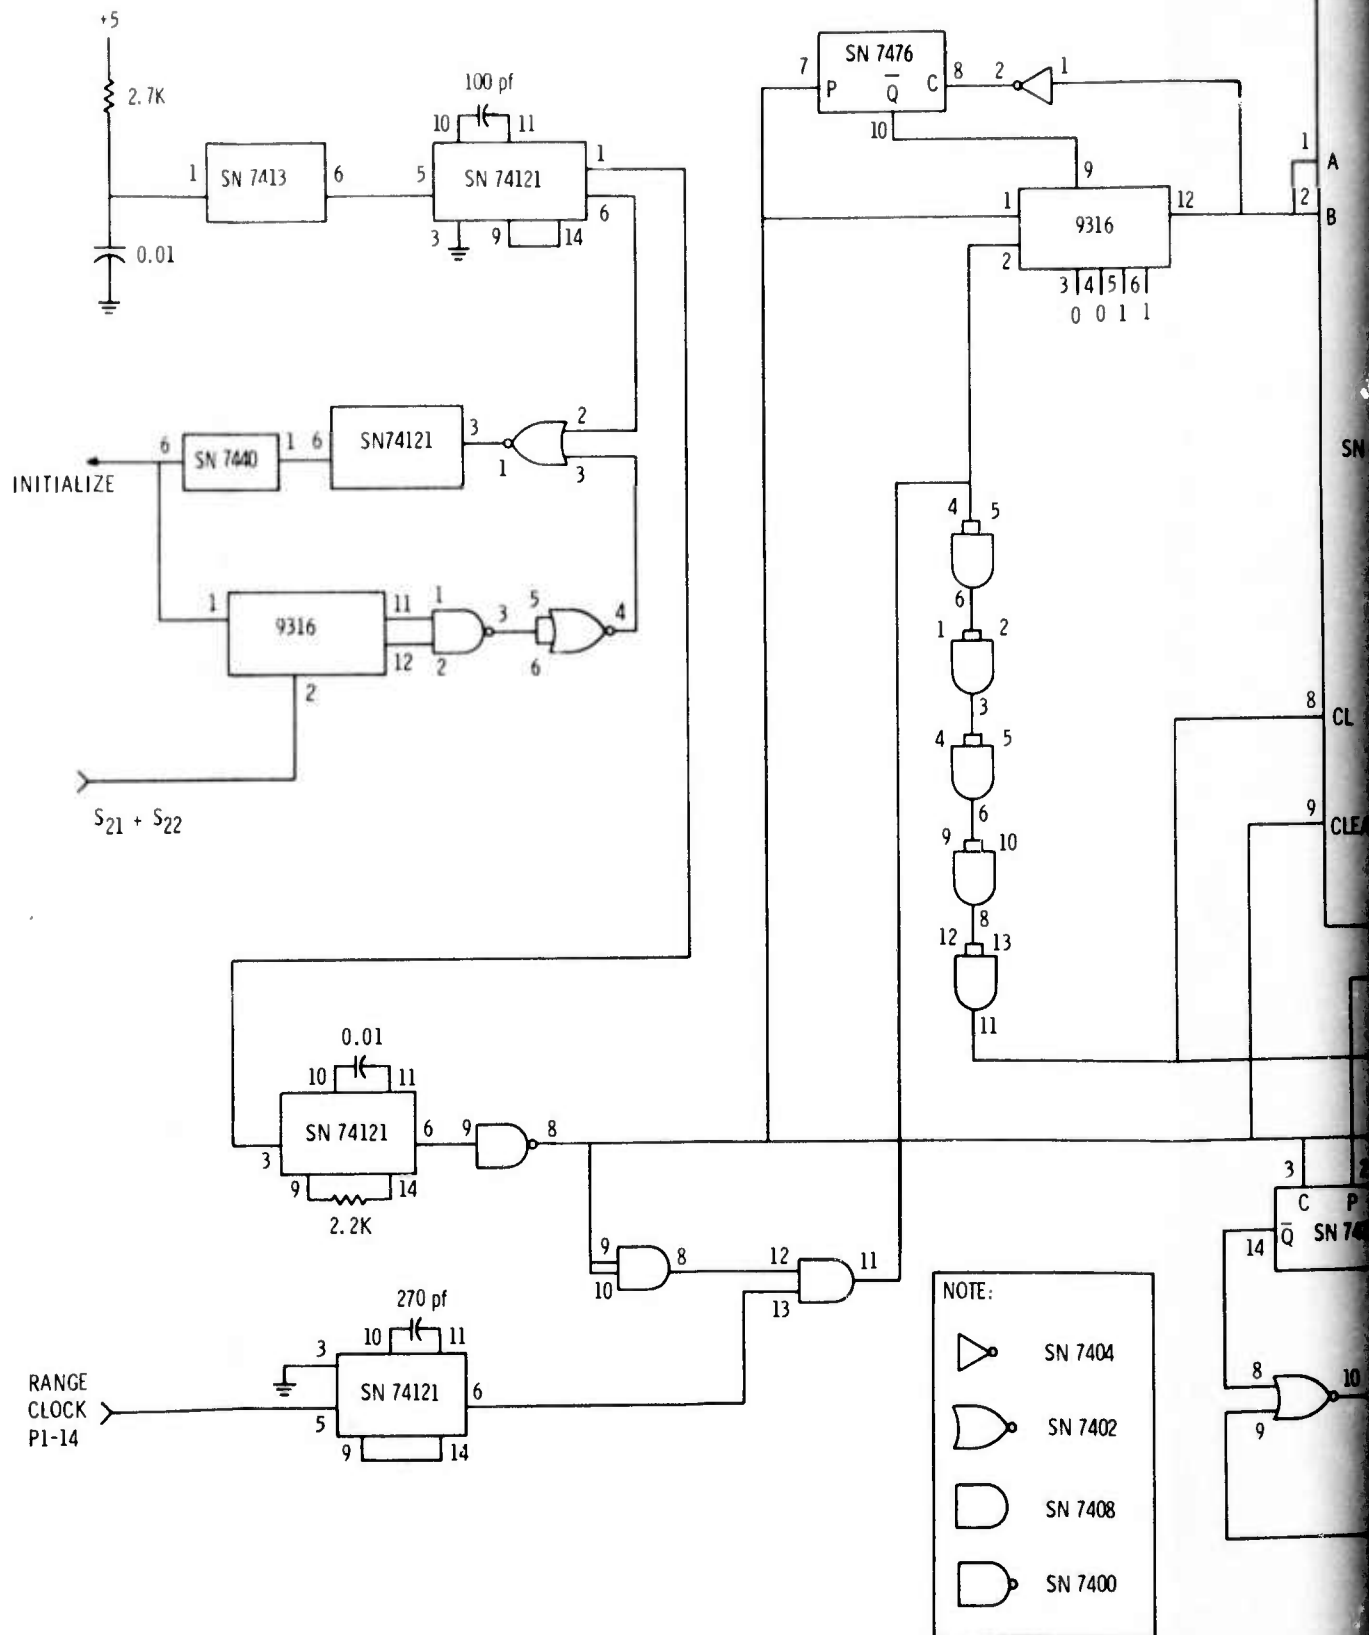 +5
2.7K
0.01
1 SN 7413 6
100 pf
10 11
5 SN 74121 1
6
3 9 14
7 P SN 7476 Q C 8 2 1
10
9
1 9316 12
2
3 4 5 6
0 0 1 1
1 A
2 B
SN
6 SN 7440 1 6 SN74121 3 1 2
3
INITIALIZE
1 9316 11 1 3 5 4
12 2 6
2
S21 + S22
4 5
6
1 2
3
4 5
6
9 10
8
12 13
11
8 CL
9
0.01
10 11
SN 74121 6 9 8
3
9 14
2.2K
9 8 12 11
10 13
3
C P
14 Q
270 pf
10 11
3
SN 74121 6
RANGE
CLOCK
P1-14
5
9 14
8 10
9
NOTE:
SN 7404
SN 7402
SN 7408
SN 7400